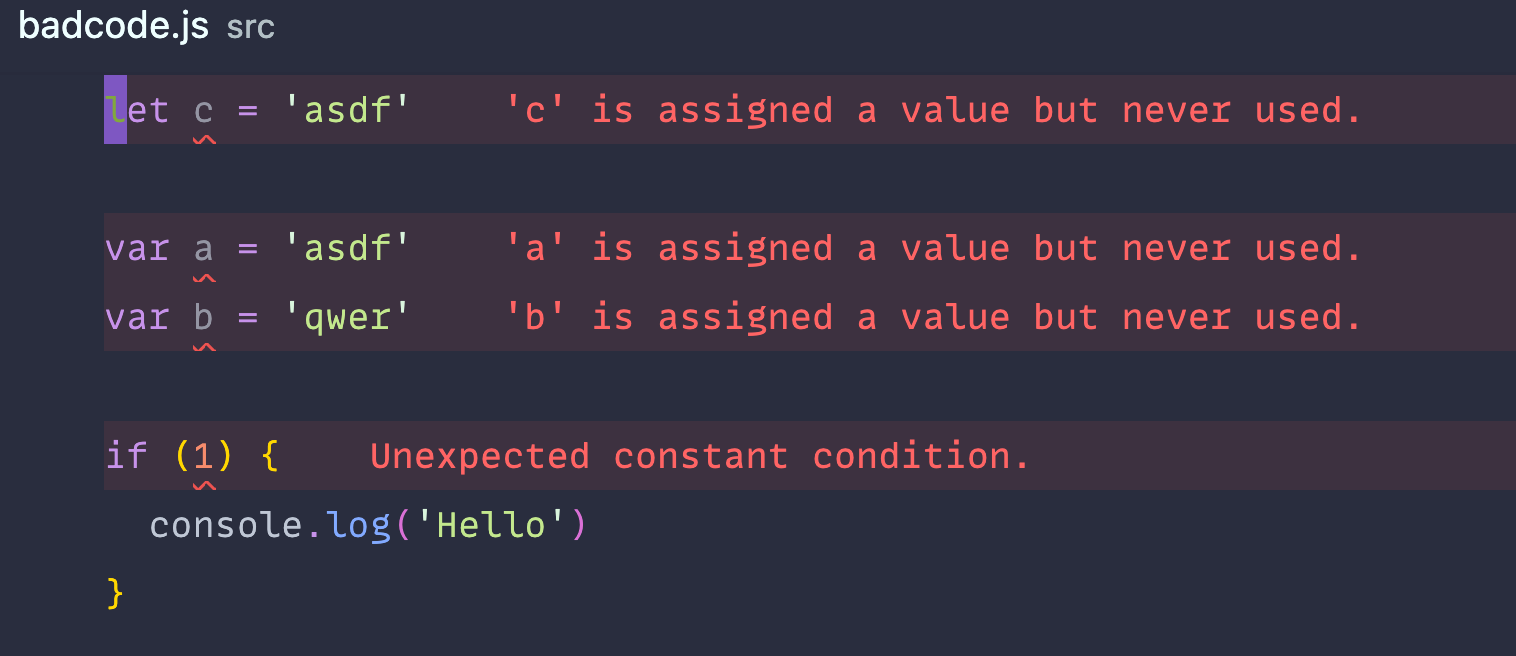 badcode.js src
let c = 'asdf'    'c' is assigned a value but never used.
var a = 'asdf'    'a' is assigned a value but never used.
var b = 'qwer'    'b' is assigned a value but never used.
if (1) {    Unexpected constant condition.
  console.log('Hello')
}